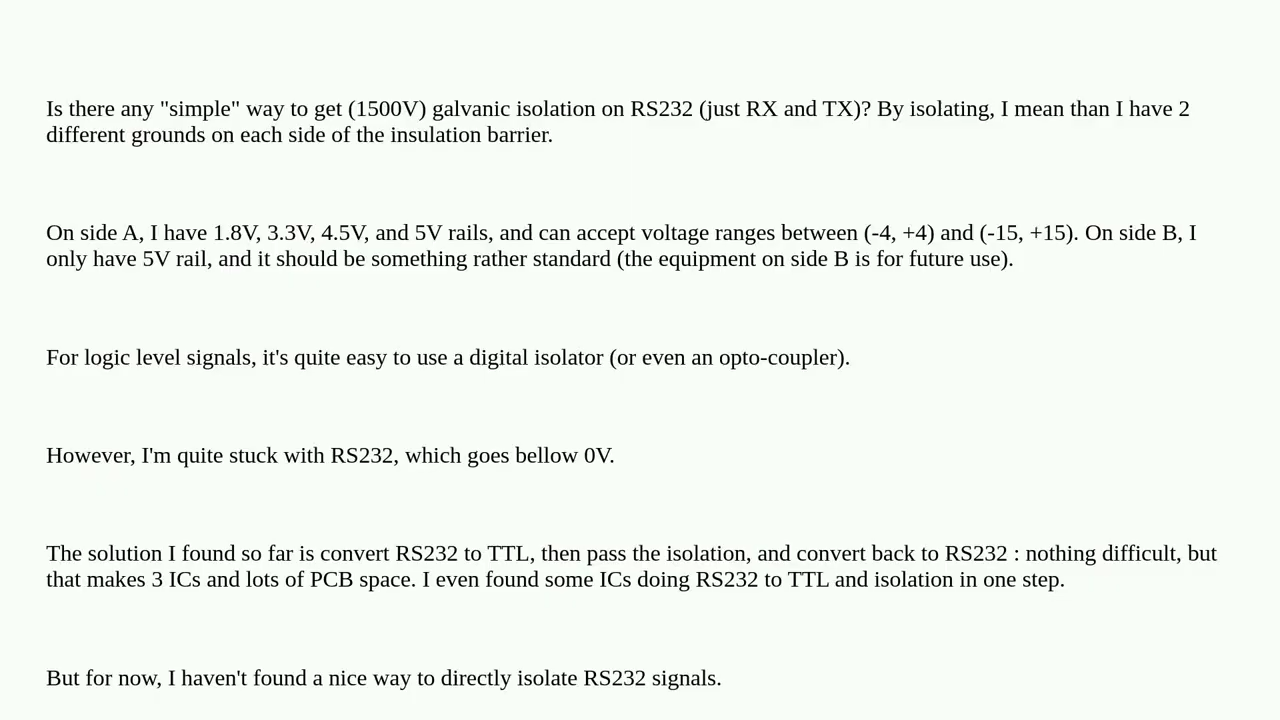 Is there any "simple" way to get (1500V) galvanic isolation on RS232 (just RX and TX)? By isolating, I mean than I have 2
different grounds on each side of the insulation barrier.
On side A, I have 1.8V, 3.3V, 4.5V, and 5V rails, and can accept voltage ranges between (-4, +4) and (-15, +15). On side B, I
only have 5V rail, and it should be something rather standard (the equipment on side B is for future use).
For logic level signals, it's quite easy to use a digital isolator (or even an opto-coupler).
However, I'm quite stuck with RS232, which goes bellow 0V.
The solution I found so far is convert RS232 to TTL, then pass the isolation, and convert back to RS232 : nothing difficult, but
that makes 3 ICs and lots of PCB space. I even found some ICs doing RS232 to TTL and isolation in one step.
But for now, I haven't found a nice way to directly isolate RS232 signals.